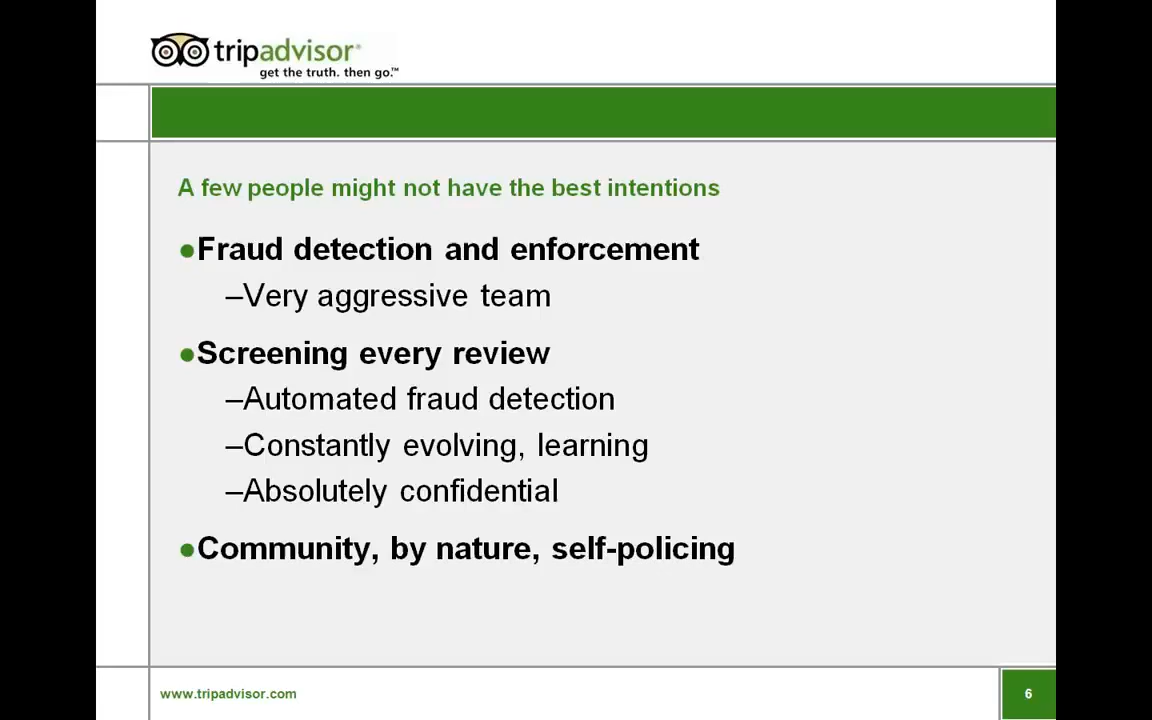 tripadvisor®
get the truth. then go.™
A few people might not have the best intentions
●Fraud detection and enforcement
–Very aggressive team
●Screening every review
–Automated fraud detection
–Constantly evolving, learning
–Absolutely confidential
●Community, by nature, self-policing
www.tripadvisor.com
6